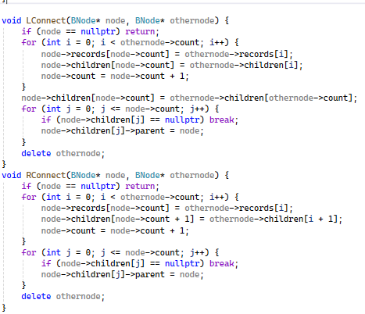 void LConnect(BNode* node, BNode* othernode) {
if (node == nullptr) return;
for (int i = 0; i < othernode->count; i++) {
node->records[node->count] = othernode->records[i];
node->children[node->count] = othernode->children[i];
node->count = node->count + 1;
}
node->children[node->count] = othernode->children[othernode->count];
for (int j = 0; j <= node->count; j++) {
if (node->children[j] == nullptr) break;
node->children[j]->parent = node;
}
delete othernode;
}
void RConnect(BNode* node, BNode* othernode) {
if (node == nullptr) return;
for (int i = 0; i < othernode->count; i++) {
node->records[node->count] = othernode->records[i];
node->children[node->count + 1] = othernode->children[i + 1];
node->count = node->count + 1;
}
for (int j = 0; j <= node->count; j++) {
if (node->children[j] == nullptr) break;
node->children[j]->parent = node;
}
delete othernode;
}